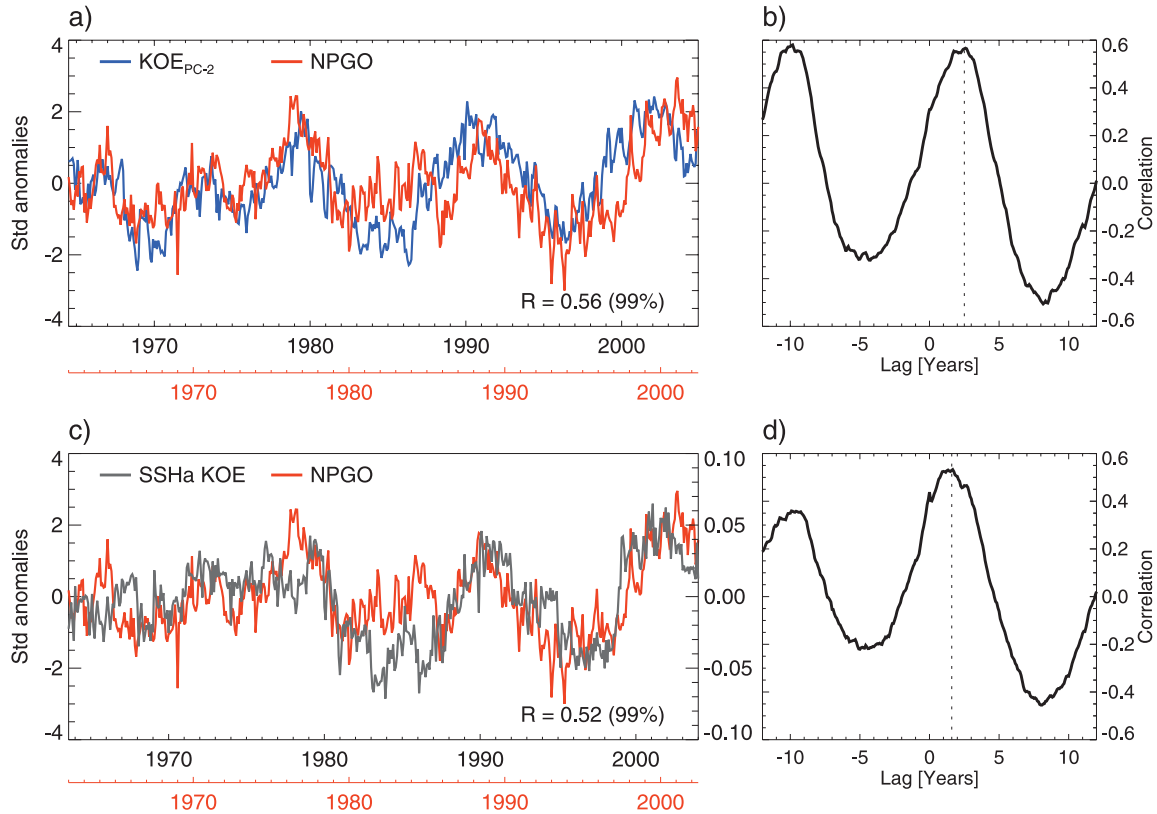 a)
b)
KOE PC-2 NPGO
Std anomalies
4
2
0
-2
-4
R = 0.56 (99%)
1970 1980 1990 2000
1970 1980 1990 2000
0.6
0.4
0.2
0.0
-0.2
-0.4
-0.6
Correlation
-10 -5 0 5 10
Lag [Years]
c)
d)
SSHa KOE NPGO
Std anomalies
4
2
0
-2
-4
0.10
0.05
0.00
-0.05
-0.10
R = 0.52 (99%)
1970 1980 1990 2000
1970 1980 1990 2000
0.6
0.4
0.2
0.0
-0.2
-0.4
-0.6
Correlation
-10 -5 0 5 10
Lag [Years]